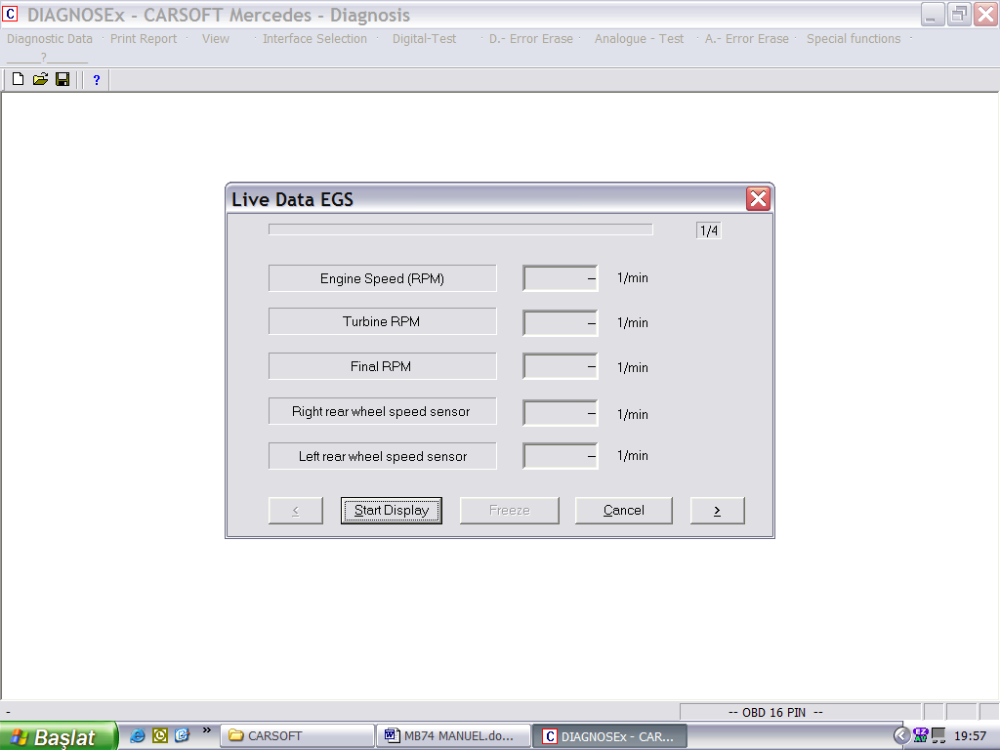 C DIAGNOSEx - CARSOFT Mercedes - Diagnosis
Diagnostic Data - Print Report - View - Interface Selection - Digital-Test - D.- Error Erase - Analogue - Test - A.- Error Erase - Special functions -
_____?______
?
Live Data EGS
1/4
Engine Speed (RPM) – 1/min
Turbine RPM – 1/min
Final RPM – 1/min
Right rear wheel speed sensor – 1/min
Left rear wheel speed sensor – 1/min
< Start Display Freeze Cancel >
- -- OBD 16 PIN --
Başlat » CARSOFT MB74 MANUEL.do... C DIAGNOSEx - CAR... 19:57